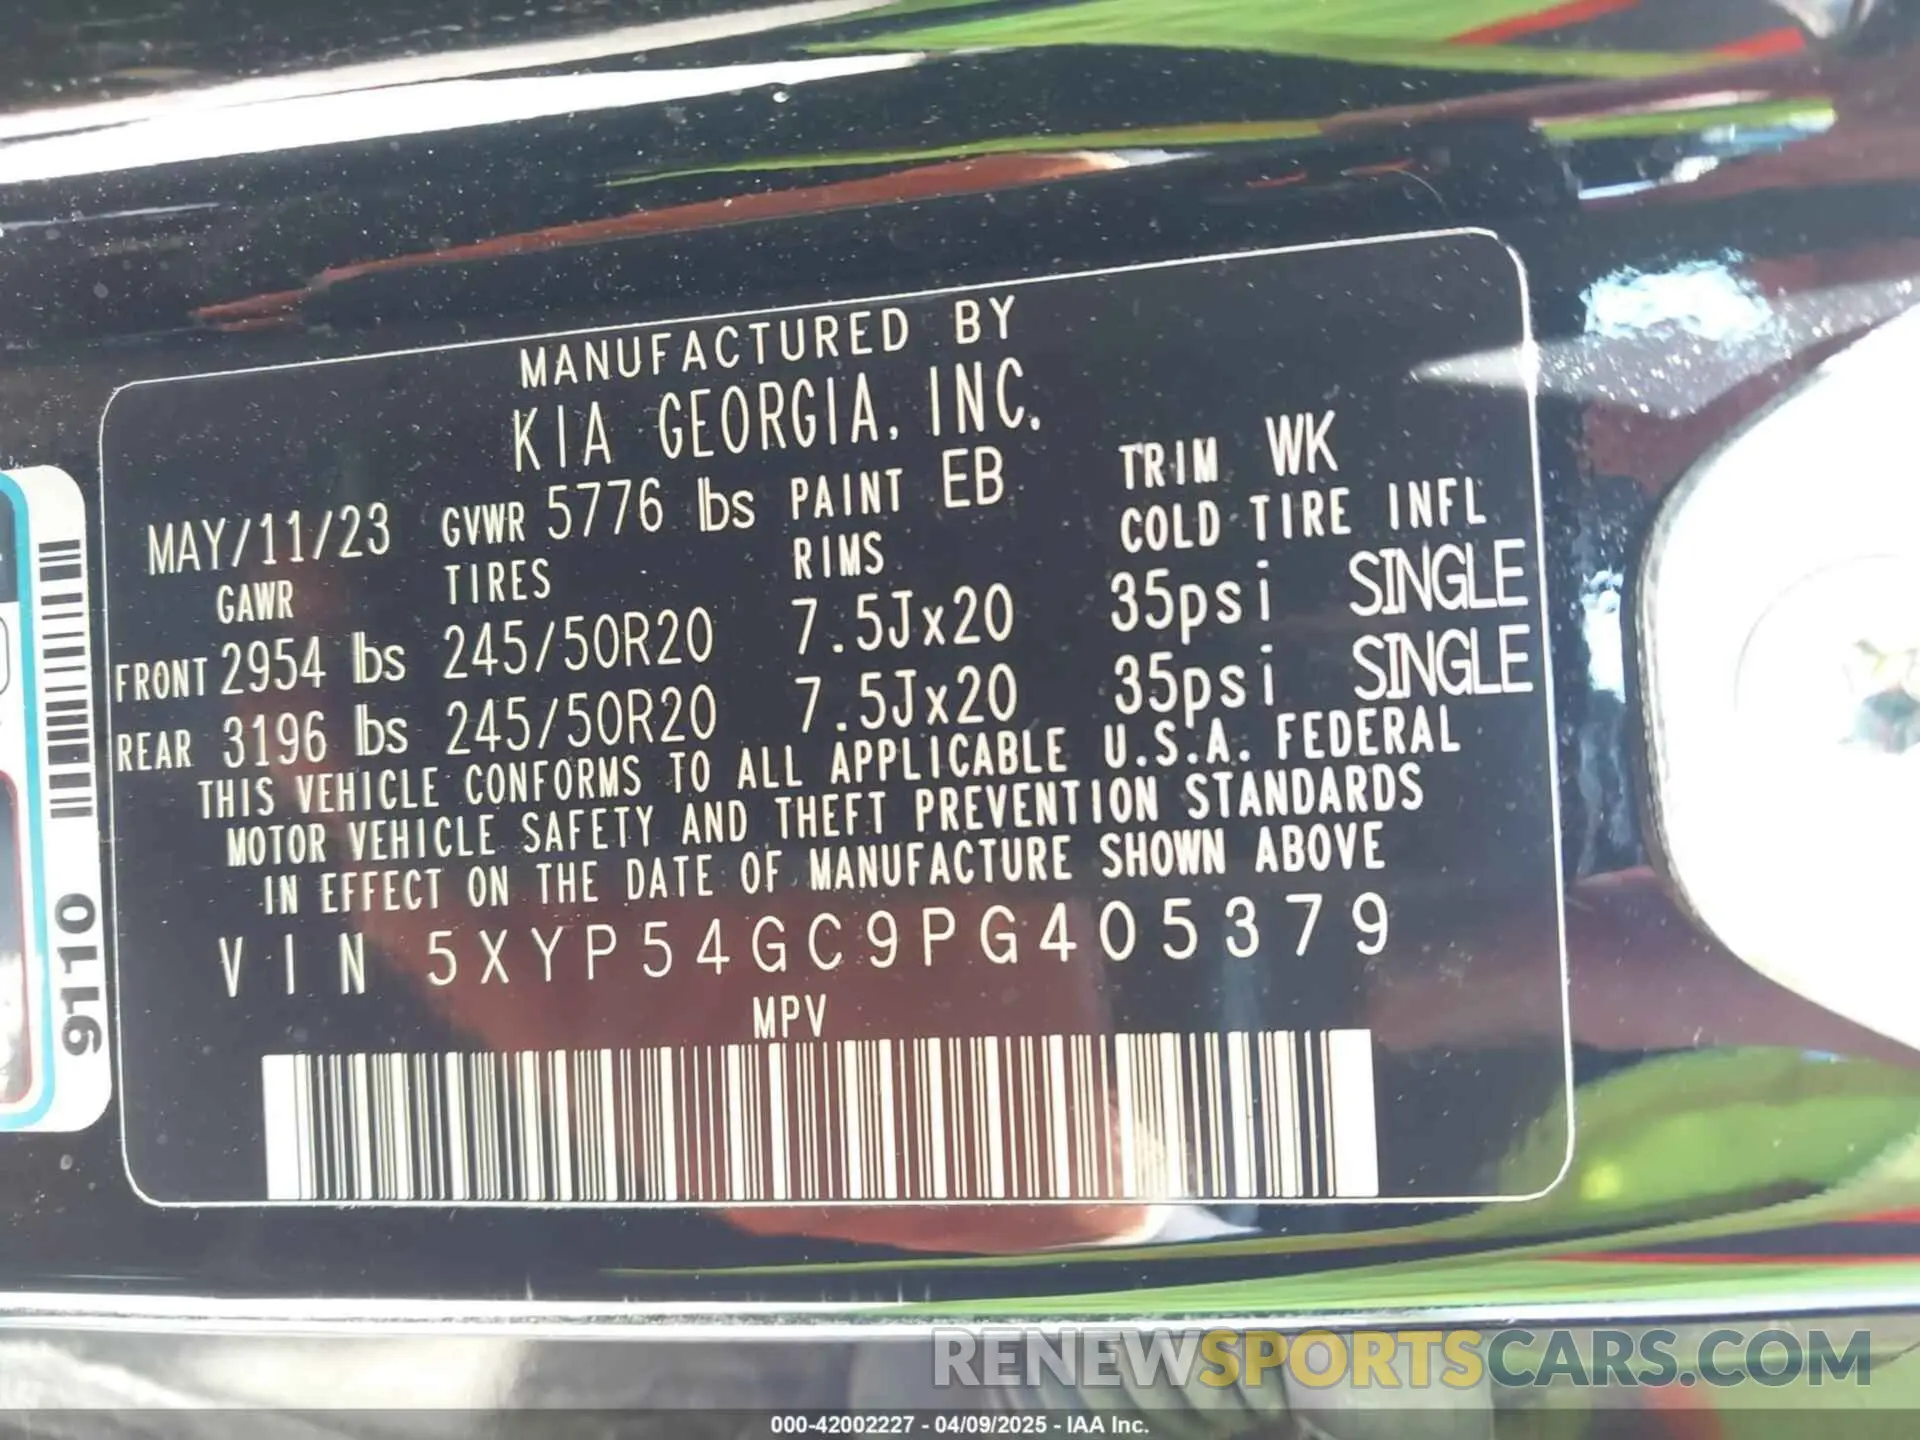 MANUFACTURED BY
KIA GEORGIA, INC.
MAY/11/23 GVWR 5776 lbs PAINT EB TRIM WK
GAWR TIRES RIMS COLD TIRE INFL
FRONT 2954 lbs 245/50R20 7.5Jx20 35psi SINGLE
REAR 3196 lbs 245/50R20 7.5Jx20 35psi SINGLE
THIS VEHICLE CONFORMS TO ALL APPLICABLE U.S.A. FEDERAL
MOTOR VEHICLE SAFETY AND THEFT PREVENTION STANDARDS
IN EFFECT ON THE DATE OF MANUFACTURE SHOWN ABOVE
VIN 5XYP54GC9PG405379
MPV
9110
RENEWSPORTSCARS.COM
000-42002227 - 04/09/2025 - IAA Inc.